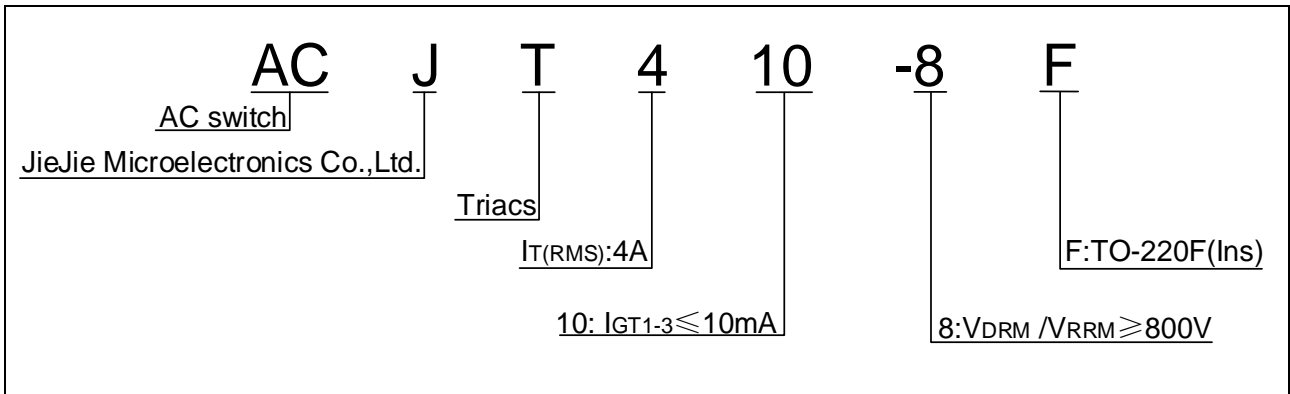 AC J T 4 10 -8 F
AC switch
JieJie Microelectronics Co.,Ltd.
Triacs
IT(RMS):4A
F:TO-220F(Ins)
10: IGT1-3≤10mA
8:VDRM /VRRM≥800V